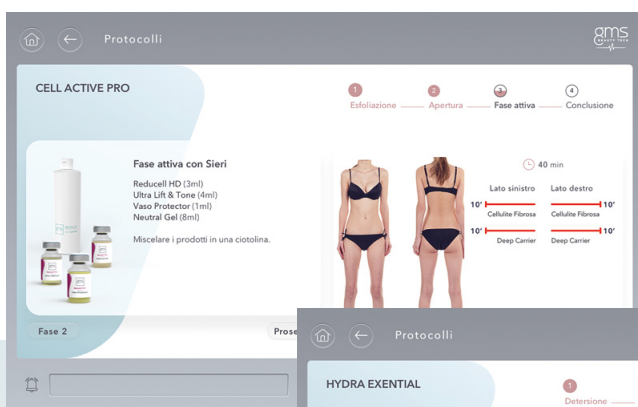 Protocolli
gms
BEAUTY TECH
CELL ACTIVE PRO
1 2 3 4
Esfoliazione Apertura Fase attiva Conclusione
Fase attiva con Sieri
Reducell HD (3ml)
Ultra Lift & Tone (4ml)
Vaso Protector (1ml)
Neutral Gel (8ml)
Miscelare i prodotti in una ciotolina.
40 min
Lato sinistro Lato destro
10' 10'
Cellulite Fibrosa Cellulite Fibrosa
10' 10'
Deep Carrier Deep Carrier
Fase 2
Prose
Protocolli
HYDRA EXENTIAL
1
Detersione